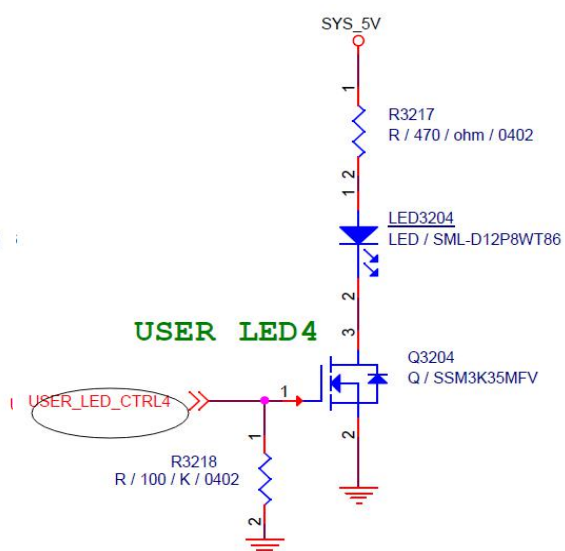 SYS_5V
1
R3217
R / 470 / ohm / 0402
2
1
LED3204
LED / SML-D12P8WT86
2
USER LED4
3
Q3204
Q / SSM3K35MFV
USER_LED_CTRL4
1
2
1
R3218
R / 100 / K / 0402
2